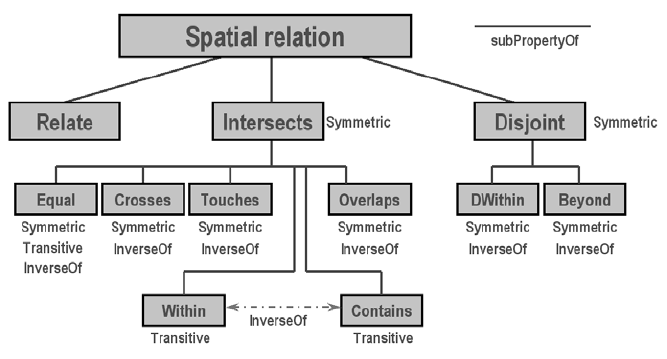 Spatial relation
subPropertyOf
Relate
Intersects
Symmetric
Disjoint
Symmetric
Equal
Crosses
Touches
Overlaps
DWithin
Beyond
Symmetric
Transitive
InverseOf
Symmetric
InverseOf
Symmetric
InverseOf
Symmetric
InverseOf
Symmetric
InverseOf
Symmetric
InverseOf
Within
InverseOf
Contains
Transitive
Transitive